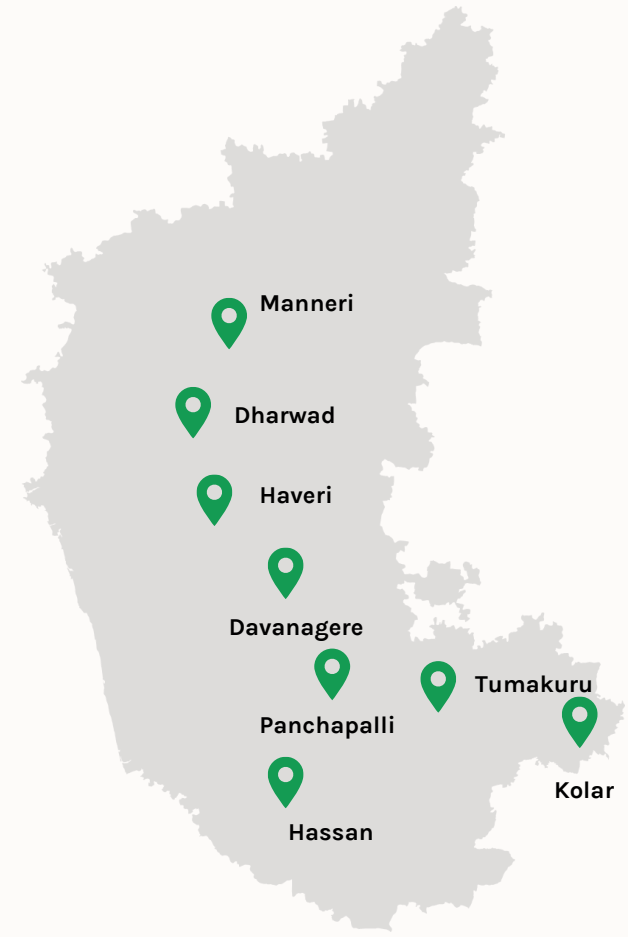 Manneri
Dharwad
Haveri
Davanagere
Tumakuru
Panchapalli
Kolar
Hassan